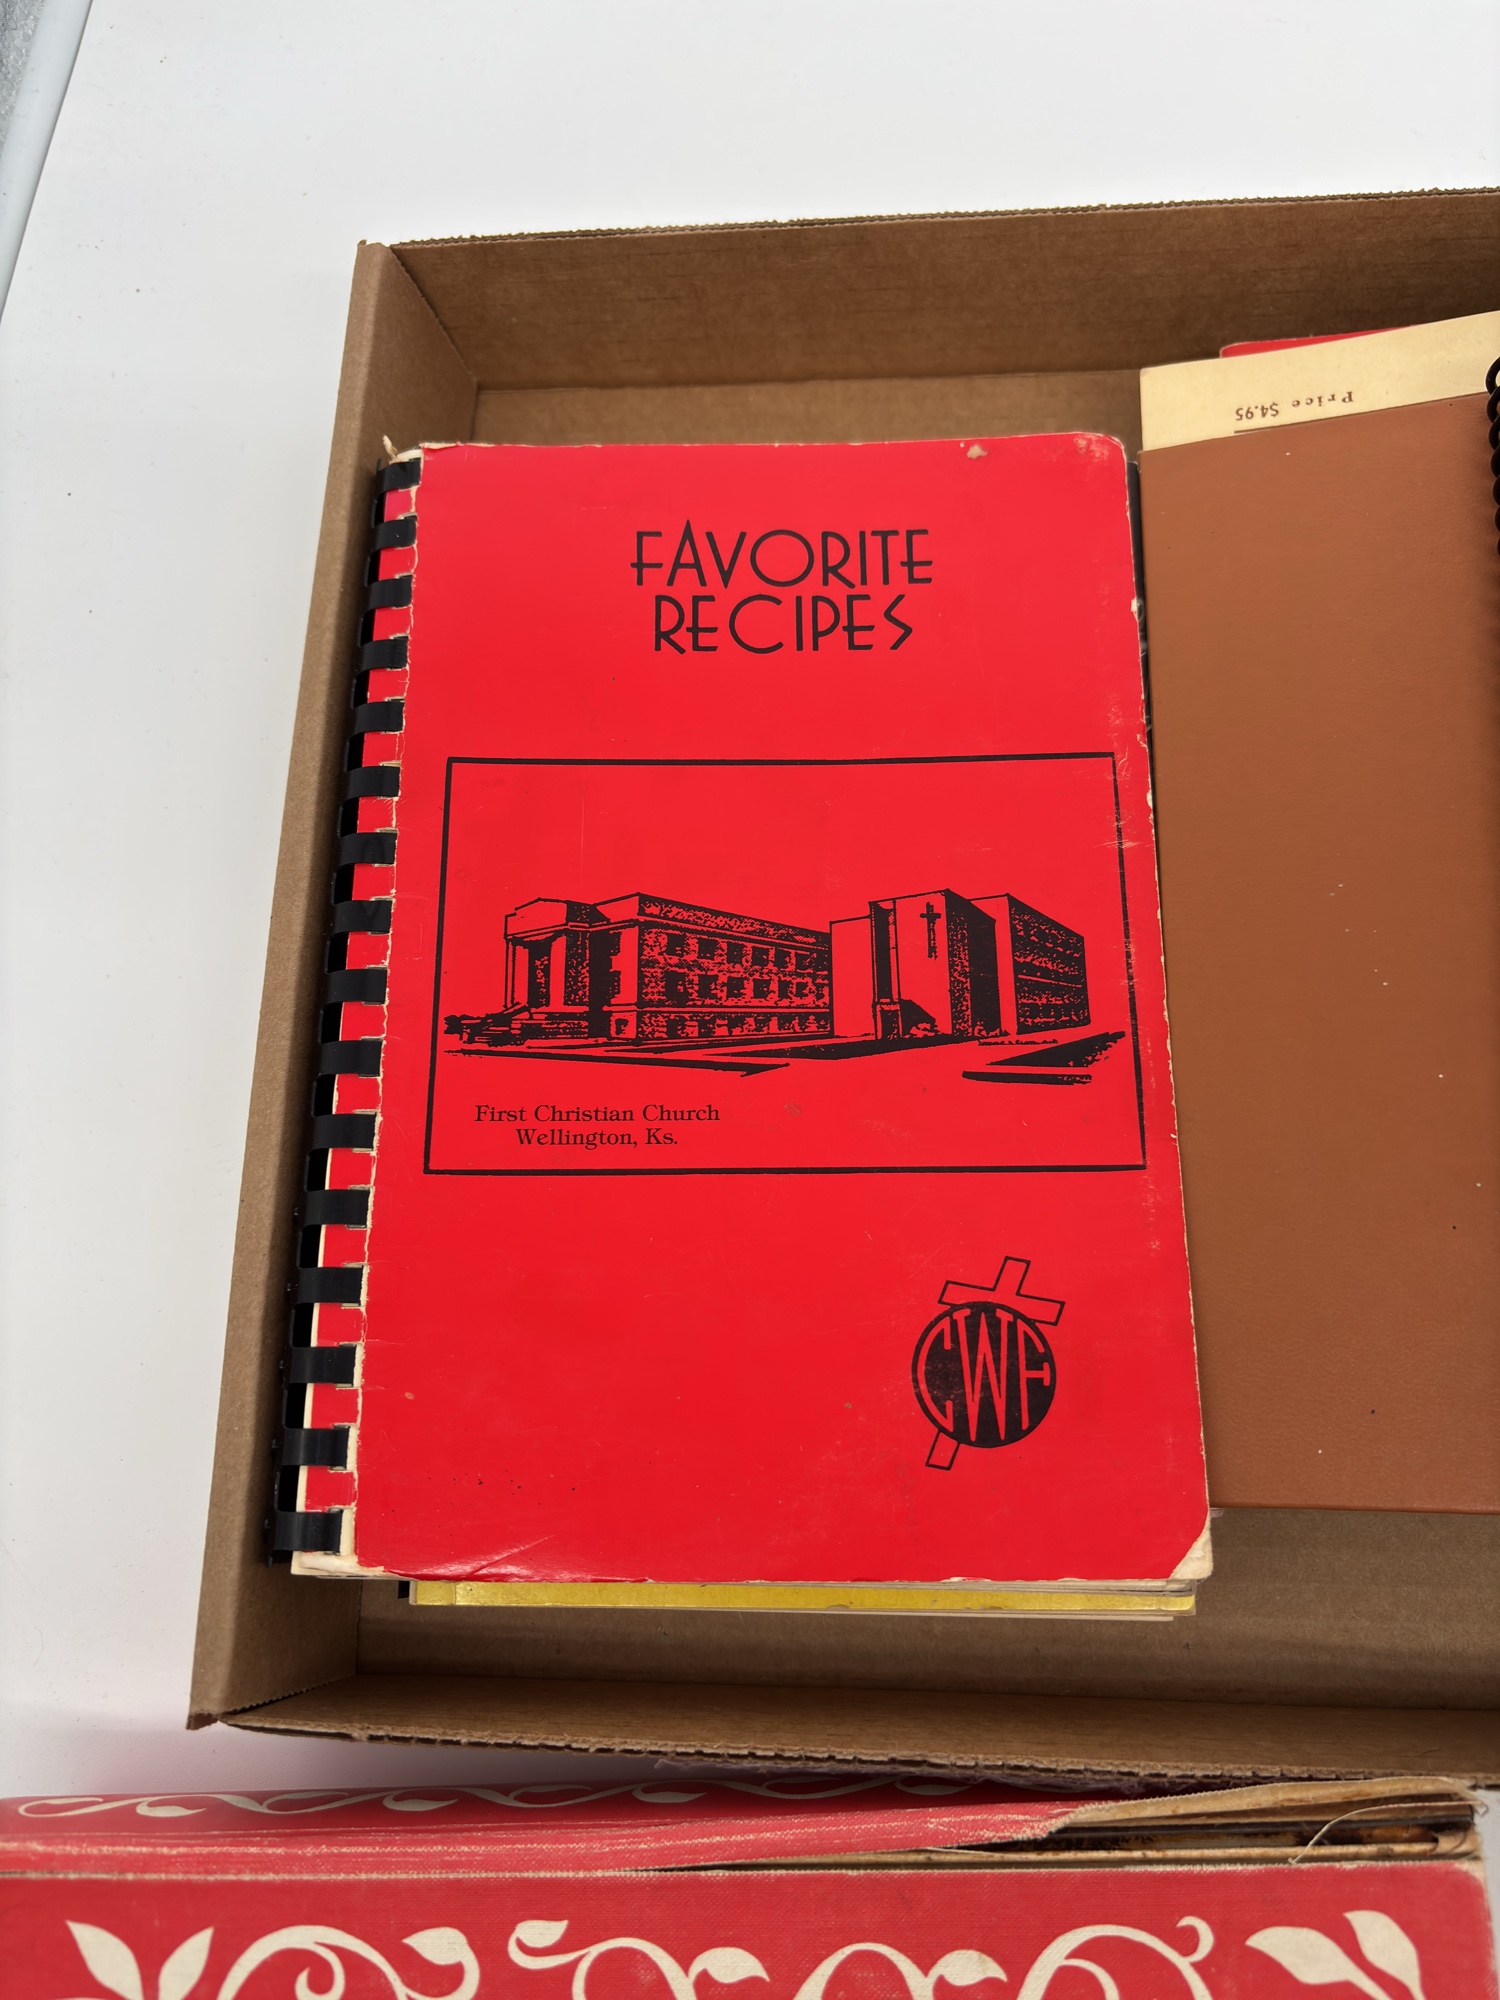 FAVORITE
RECIPES
First Christian Church
Wellington, Ks.
CWF
Price $4.95